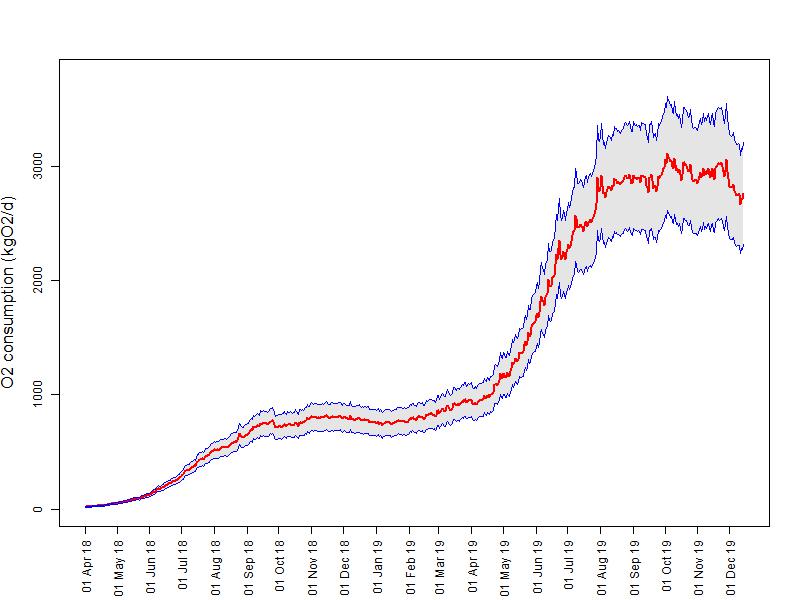 O2 consumption (kgO2/d)
3000
2000
1000
0
01 Apr 18
01 May 18
01 Jun 18
01 Jul 18
01 Aug 18
01 Sep 18
01 Oct 18
01 Nov 18
01 Dec 18
01 Jan 19
01 Feb 19
01 Mar 19
01 Apr 19
01 May 19
01 Jun 19
01 Jul 19
01 Aug 19
01 Sep 19
01 Oct 19
01 Nov 19
01 Dec 19